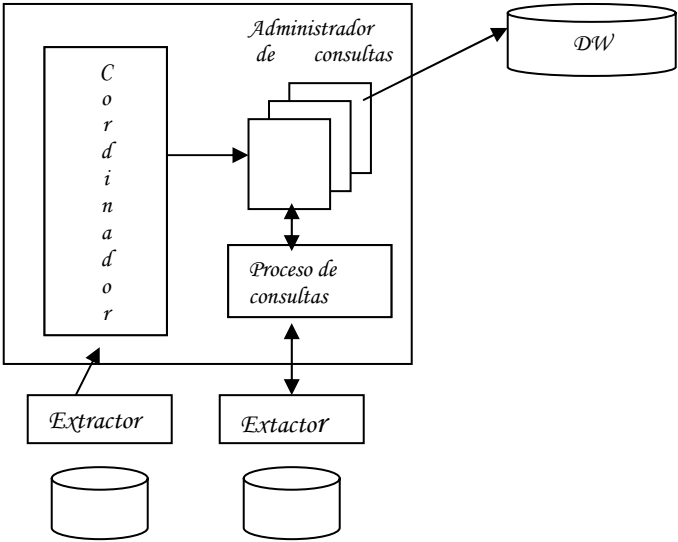 Administrador
de consultas
DW
C
o
r
d
i
n
a
d
o
r
Proceso de
consultas
Extractor
Extactor